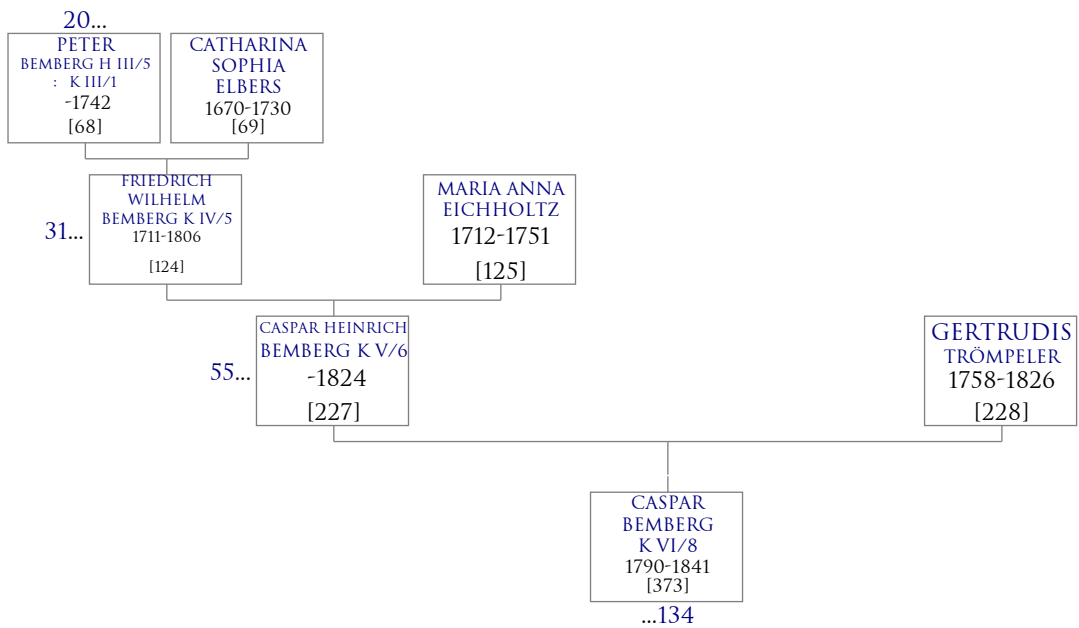 20...
PETER
BEMBERG H III/5
: K III/1
-1742
[68]
CATHARINA
SOPHIA
ELBERS
1670-1730
[69]
FRIEDRICH
WILHELM
BEMBERG K IV/5
1711-1806
[124]
31...
MARIA ANNA
EICHHOLTZ
1712-1751
[125]
CASPAR HEINRICH
BEMBERG K V/6
-1824
[227]
55...
GERTRUDIS
TRÖMPELER
1758-1826
[228]
CASPAR
BEMBERG
K VI/8
1790-1841
[373]
...134